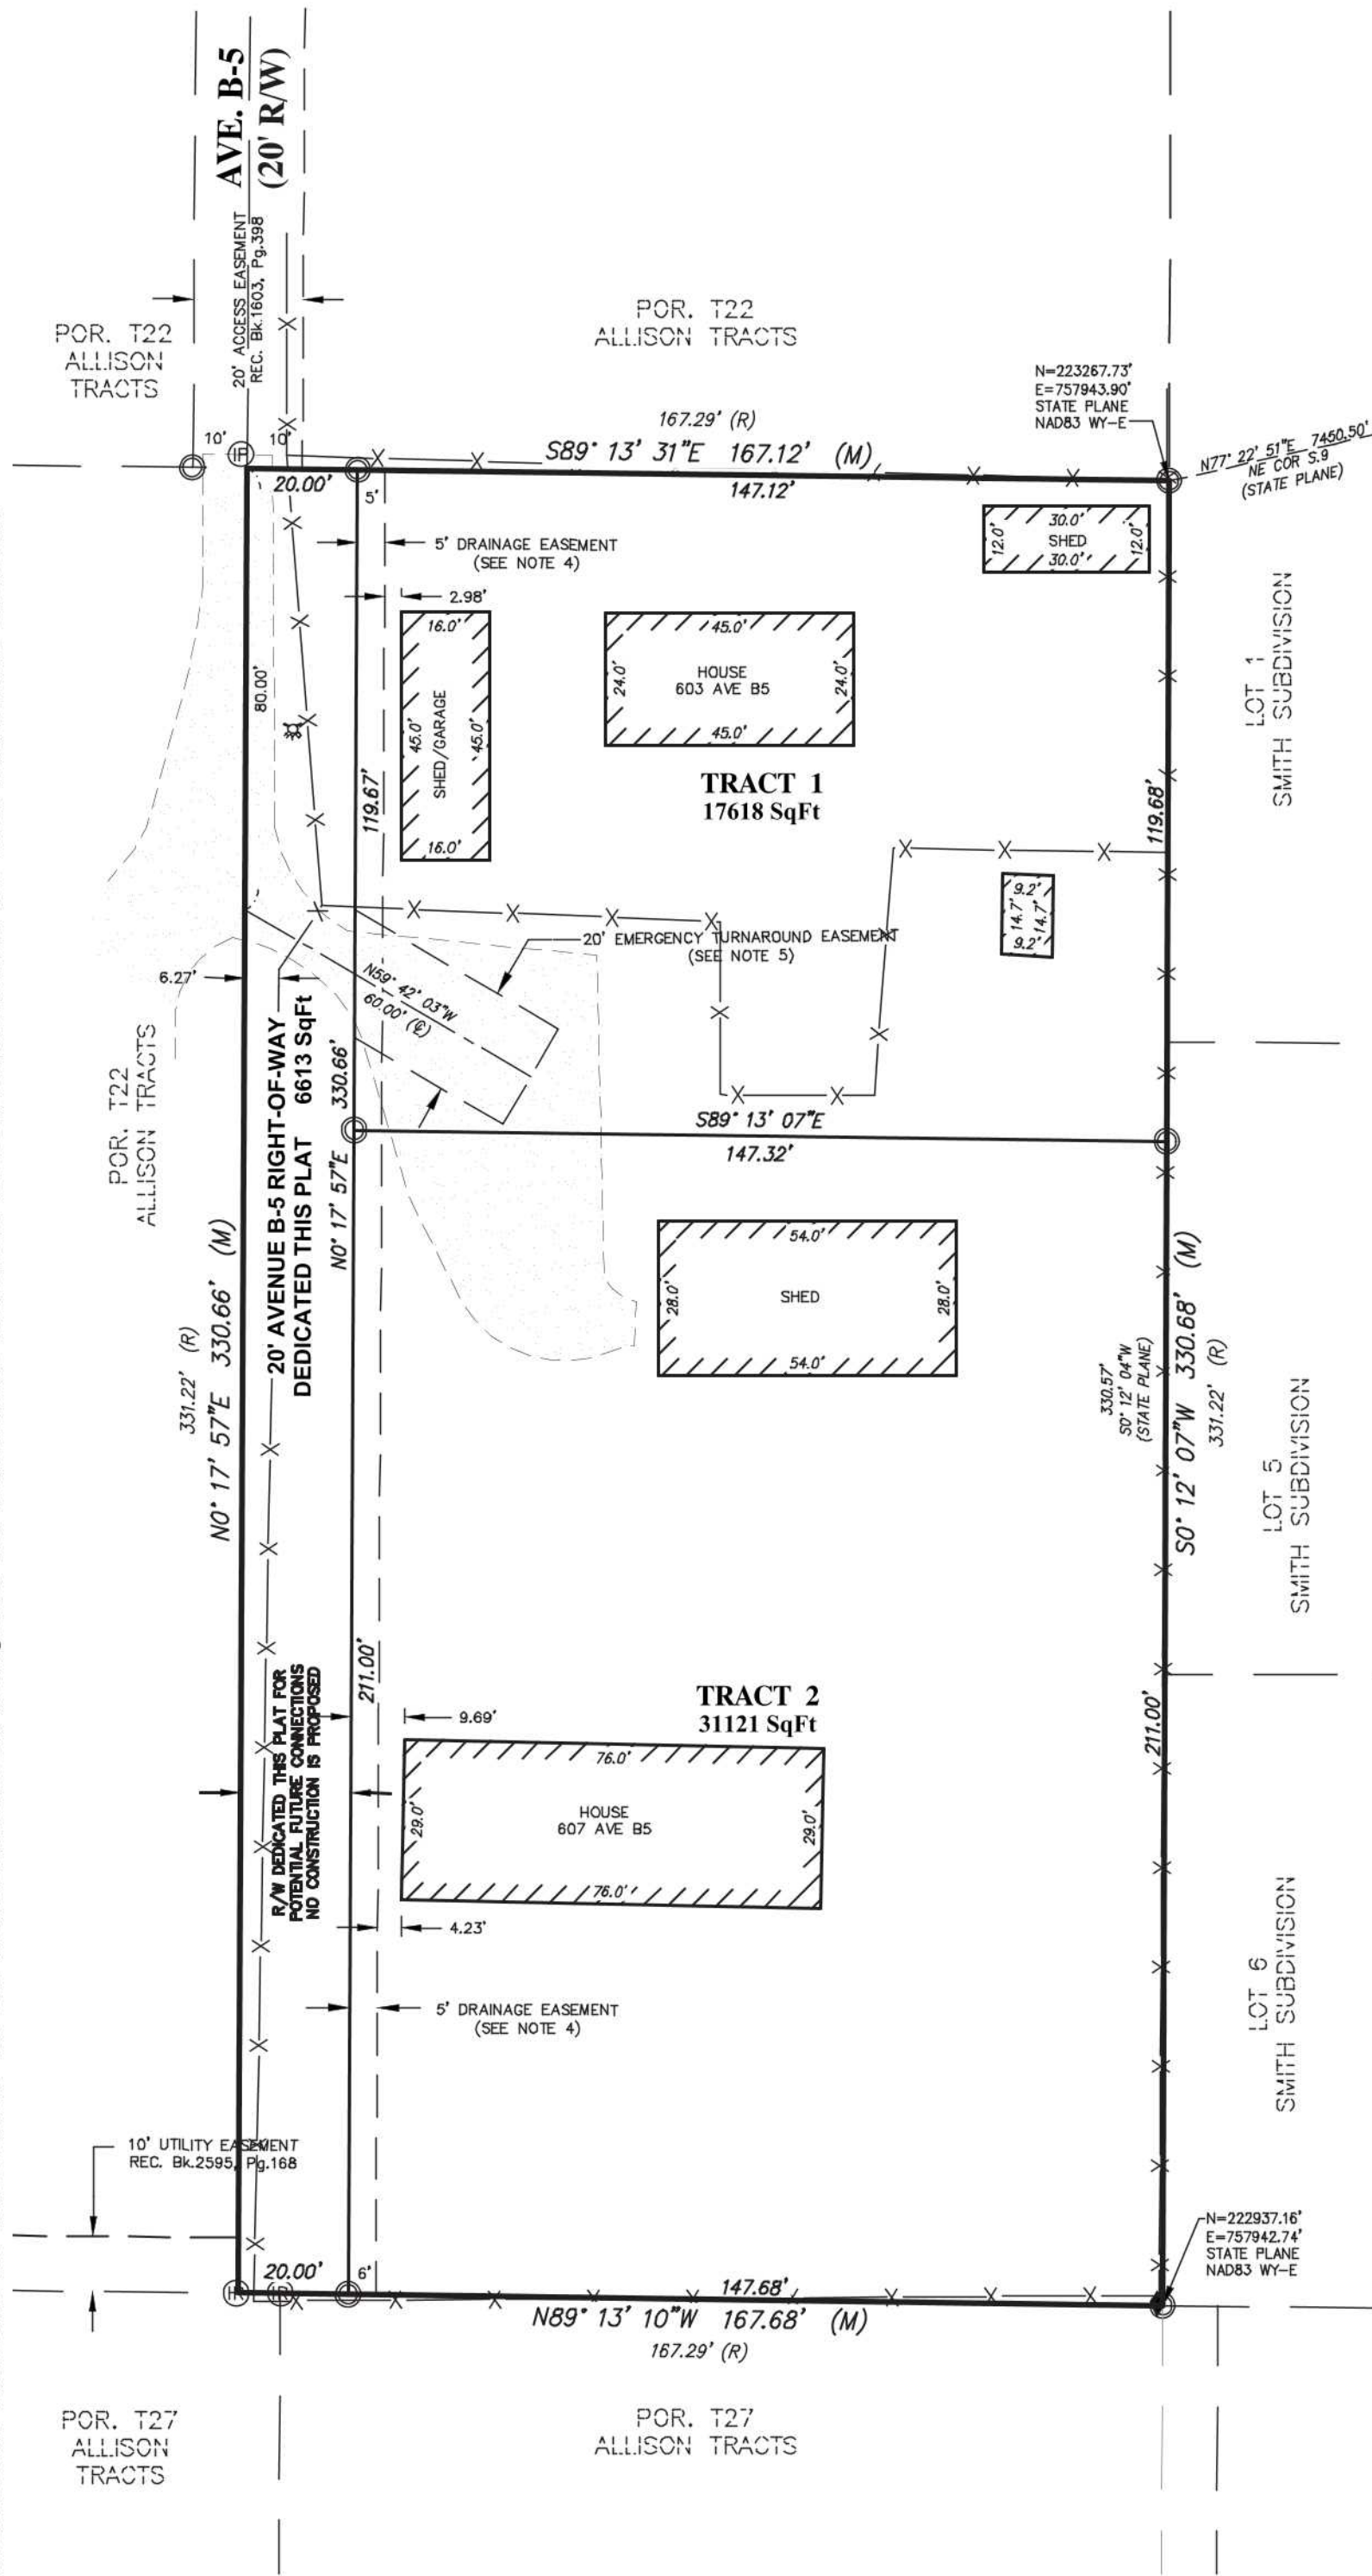 AVE. B-5
(20' R/W)
20' ACCESS EASEMENT
REC. Bk.1603, Pg.398
POR. T22
ALLISON
TRACTS
POR. T22
ALLISON TRACTS
N=223267.73'
E=757943.90'
STATE PLANE
NAD83 WY-E
N77° 22' 51"E 7450.50'
NE COR S.9
(STATE PLANE)
167.29' (R)
S89° 13' 31"E 167.12' (M)
10'
IP
10'
20.00'
147.12'
5'
5' DRAINAGE EASEMENT
(SEE NOTE 4)
2.98'
30.0'
12.0'
SHED
12.0'
30.0'
16.0'
45.0'
SHED/GARAGE
45.0'
16.0'
45.0'
24.0'
HOUSE
603 AVE B5
24.0'
45.0'
80.00'
119.67'
TRACT 1
17618 SqFt
119.68'
LOT 1
SMITH SUBDIVISION
9.2'
14.7'
14.7'
9.2'
20' EMERGENCY TURNAROUND EASEMENT
(SEE NOTE 5)
6.27'
N59° 42' 03"W
60.00' (℄)
POR. T22
ALLISON TRACTS
20' AVENUE B-5 RIGHT-OF-WAY
DEDICATED THIS PLAT 6613 SqFt
N0° 17' 57"E 330.66'
S89° 13' 07"E
147.32'
331.22' (R)
N0° 17' 57"E 330.66' (M)
54.0'
28.0'
SHED
28.0'
54.0'
330.57'
S0° 12' 04"W
(STATE PLANE)
S0° 12' 07"W 330.68' (M)
331.22' (R)
LOT 5
SMITH SUBDIVISION
R/W DEDICATED THIS PLAT FOR
POTENTIAL FUTURE CONNECTIONS
NO CONSTRUCTION IS PROPOSED
211.00'
TRACT 2
31121 SqFt
211.00'
9.69'
76.0'
29.0'
HOUSE
607 AVE B5
29.0'
76.0'
4.23'
5' DRAINAGE EASEMENT
(SEE NOTE 4)
LOT 6
SMITH SUBDIVISION
10' UTILITY EASEMENT
REC. Bk.2595, Pg.168
N=222937.16'
E=757942.74'
STATE PLANE
NAD83 WY-E
20.00'
6'
147.68'
N89° 13' 10"W 167.68' (M)
167.29' (R)
POR. T27
ALLISON
TRACTS
POR. T27
ALLISON TRACTS